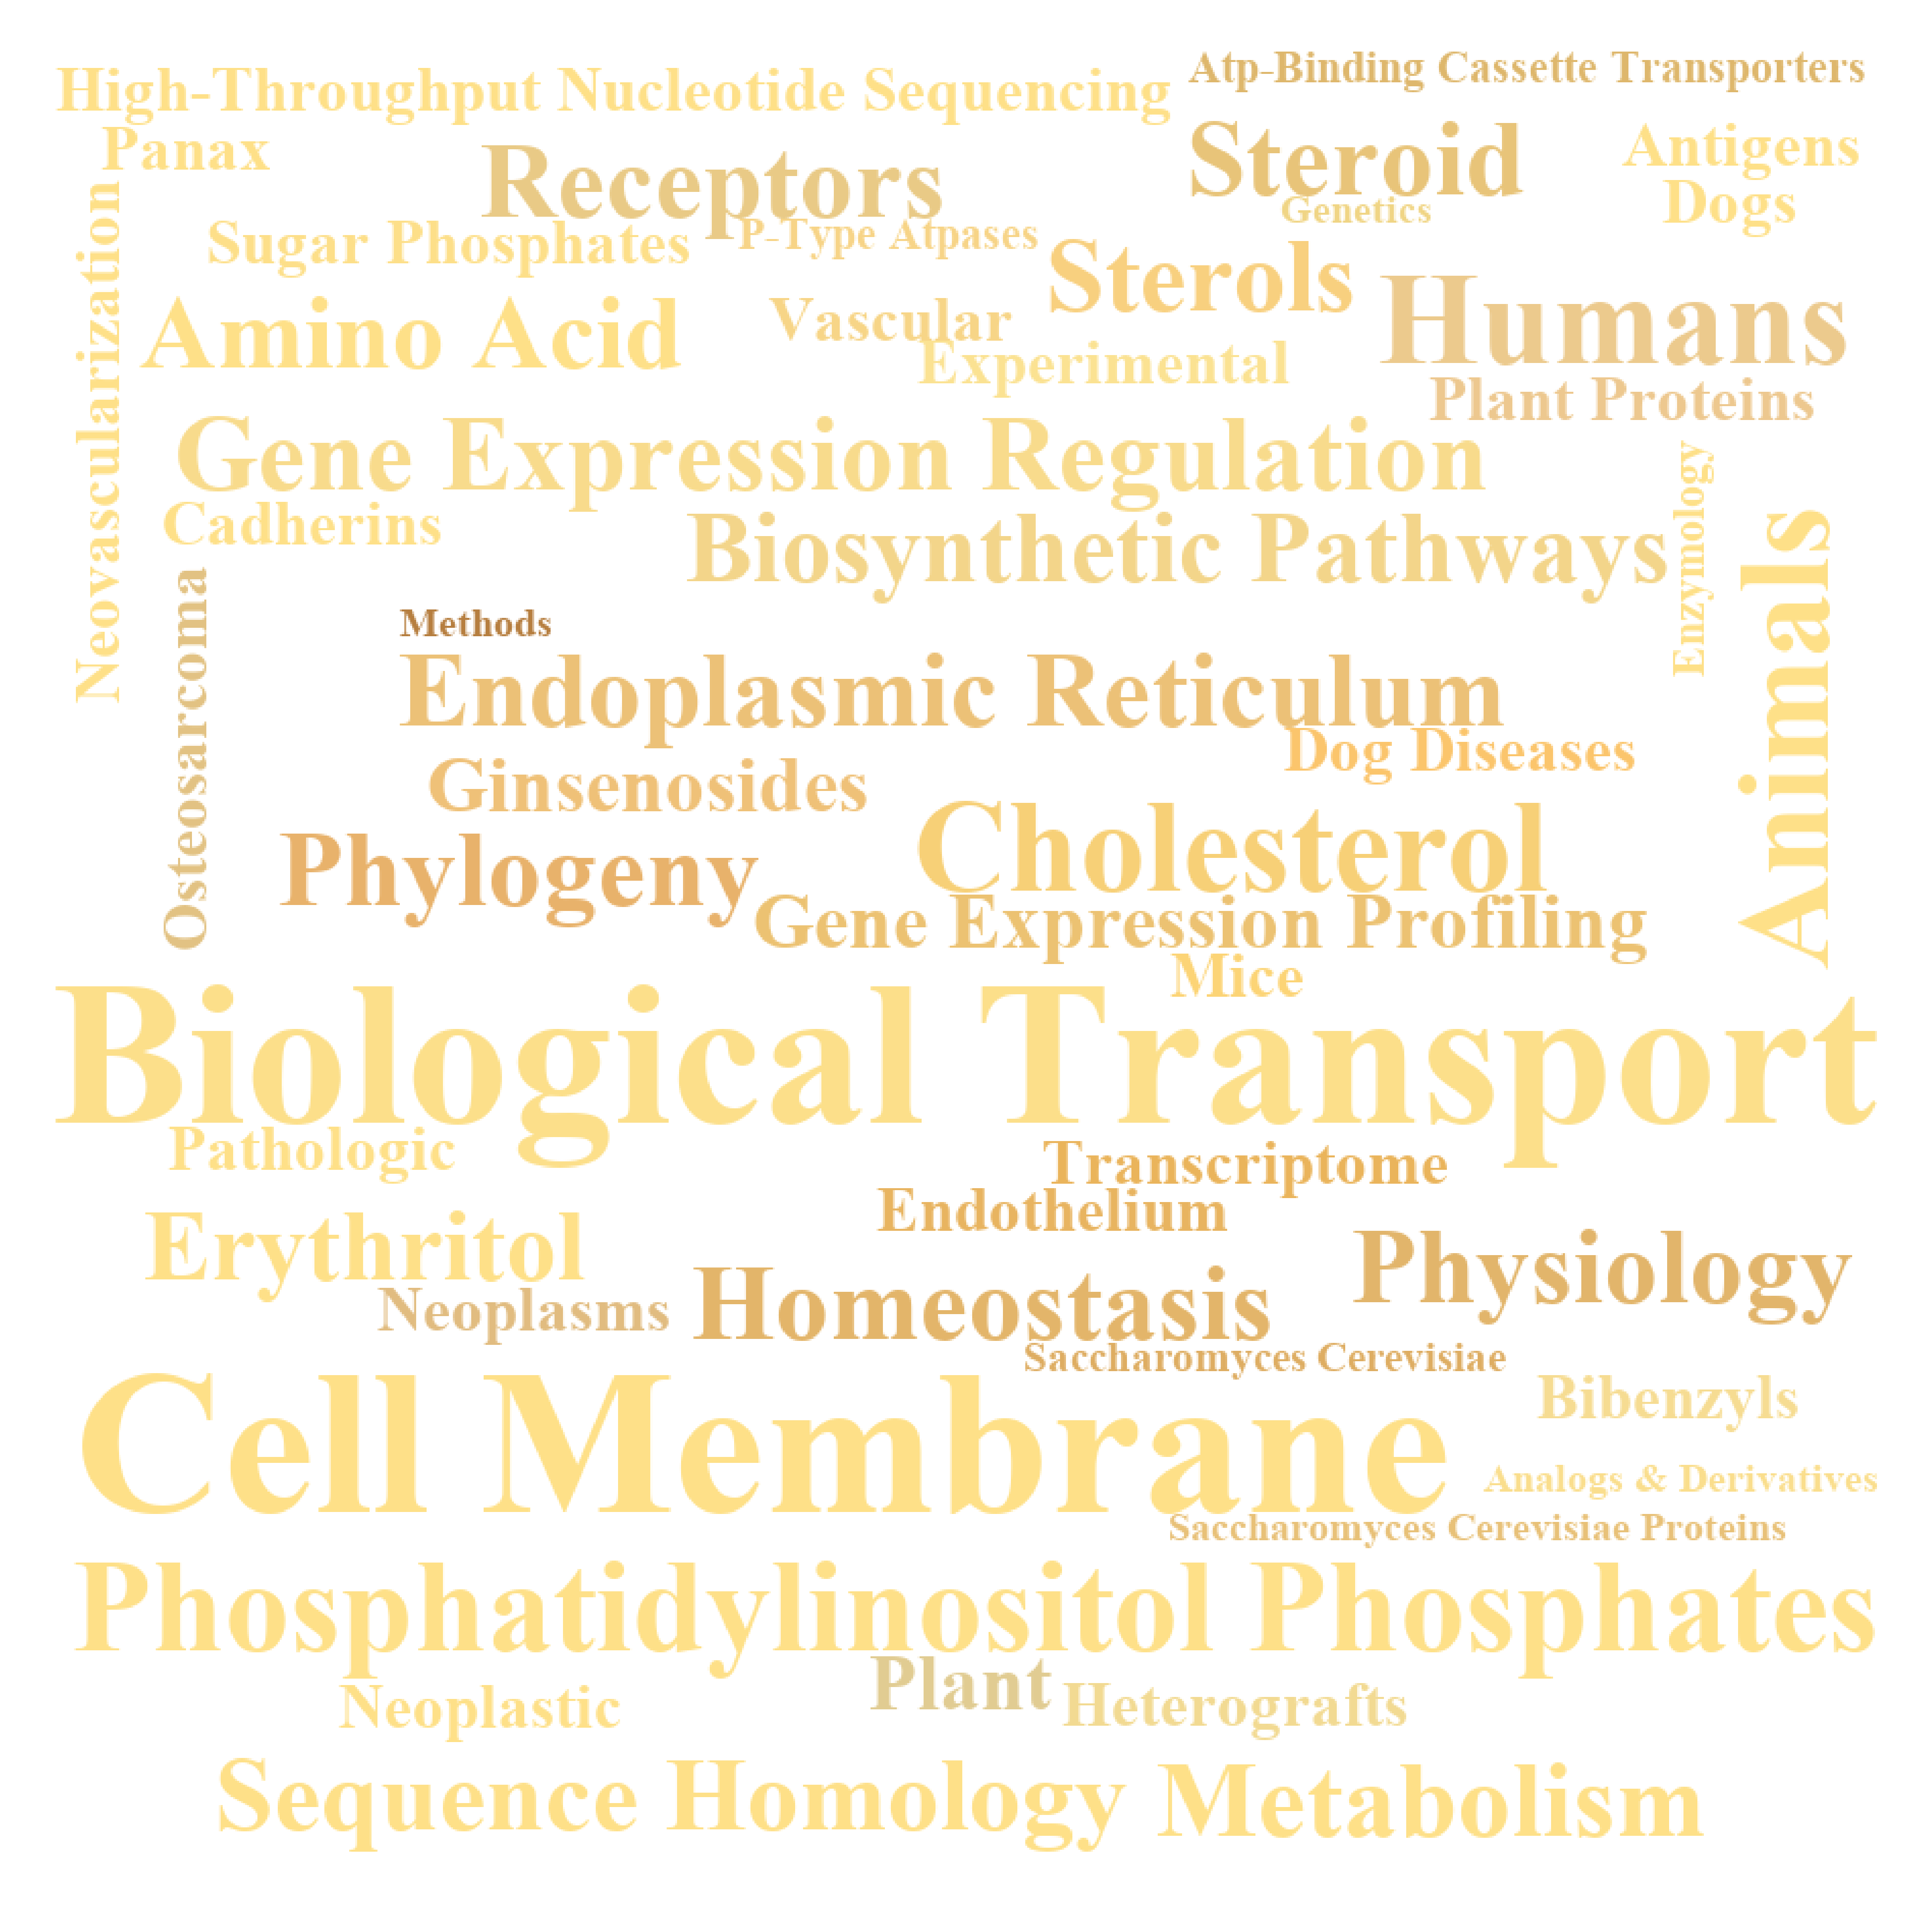 Atp-Binding Cassette Transporters
High-Throughput Nucleotide Sequencing
Panax
Receptors
Steroid
Antigens
Dogs
Genetics
Neovascularization
Sugar Phosphates
P-Type Atpases
Sterols
Humans
Amino Acid
Vascular
Experimental
Plant Proteins
Gene Expression Regulation
Cadherins
Biosynthetic Pathways
Enzymology
Animals
Osteosarcoma
Methods
Endoplasmic Reticulum
Dog Diseases
Ginsenosides
Cholesterol
Phylogeny
Gene Expression Profiling
Mice
Biological Transport
Pathologic
Transcriptome
Endothelium
Erythritol
Physiology
Neoplasms
Homeostasis
Saccharomyces Cerevisiae
Cell Membrane
Bibenzyls
Analogs & Derivatives
Saccharomyces Cerevisiae Proteins
Phosphatidylinositol Phosphates
Plant
Neoplastic
Heterografts
Sequence Homology
Metabolism